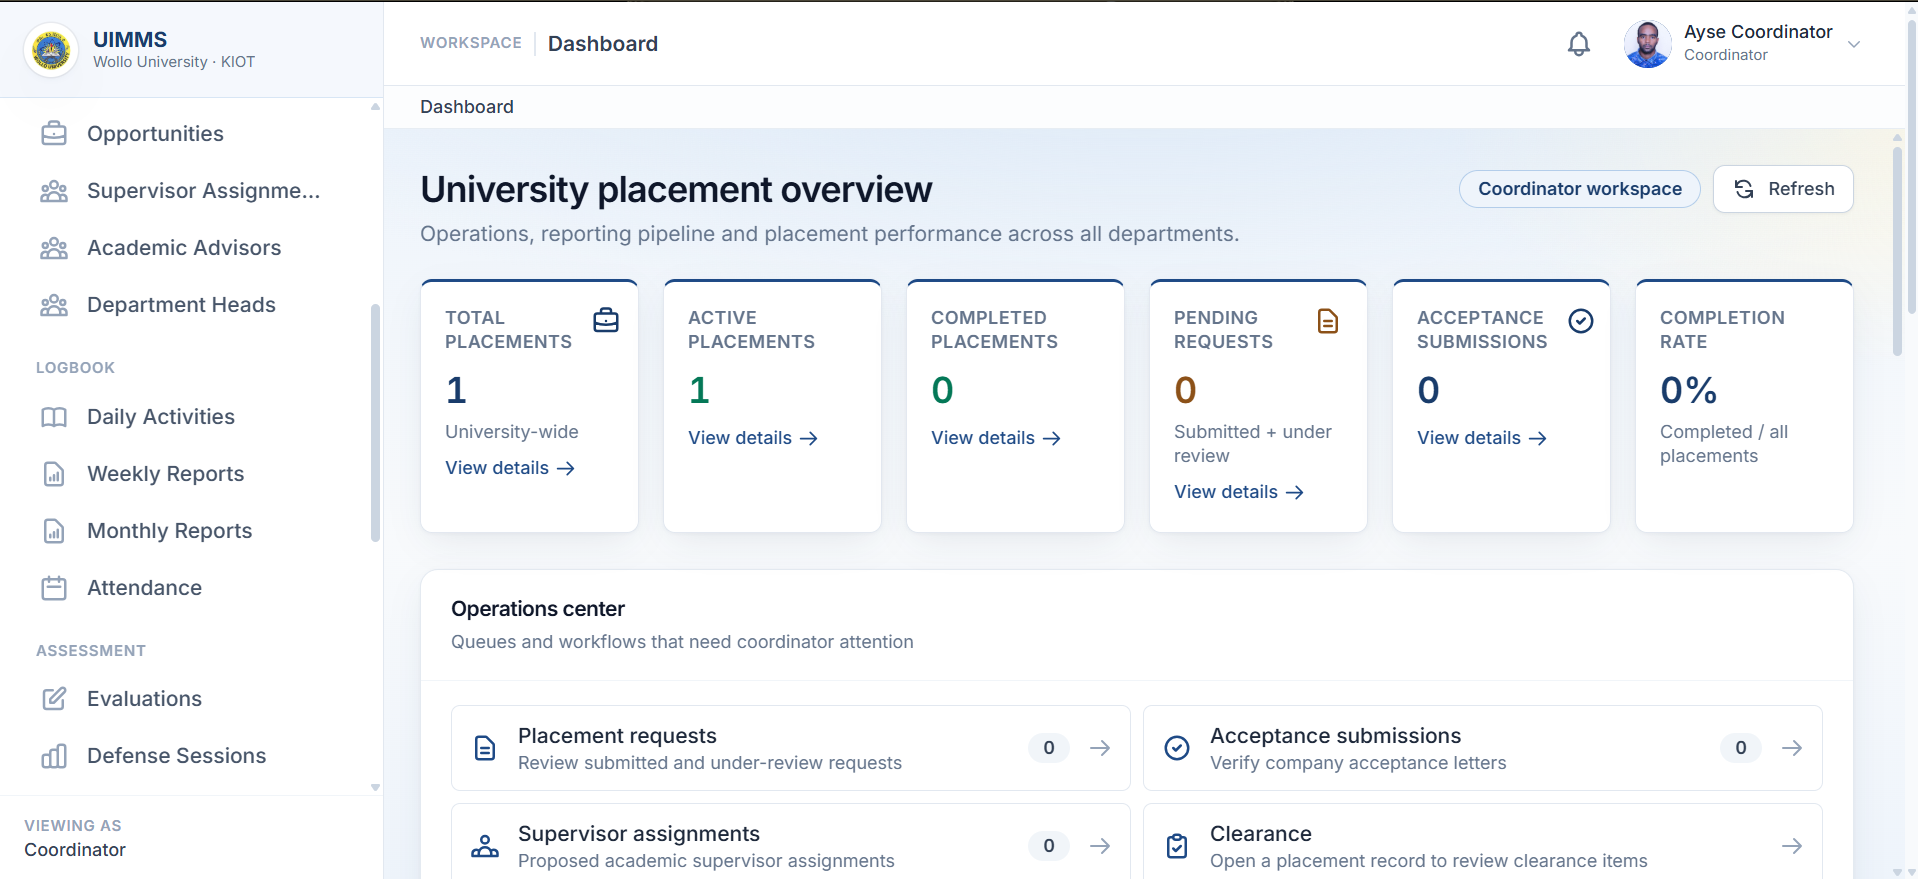 UIMMS
Wollo University · KIOT
Opportunities
Supervisor Assignme...
Academic Advisors
Department Heads
LOGBOOK
Daily Activities
Weekly Reports
Monthly Reports
Attendance
ASSESSMENT
Evaluations
Defense Sessions
VIEWING AS
Coordinator
WORKSPACE
Dashboard
Ayse Coordinator
Coordinator
Dashboard
University placement overview
Operations, reporting pipeline and placement performance across all departments.
Coordinator workspace
Refresh
TOTAL
PLACEMENTS
1
University-wide
View details
ACTIVE
PLACEMENTS
1
View details
COMPLETED
PLACEMENTS
0
View details
PENDING
REQUESTS
0
Submitted + under
review
View details
ACCEPTANCE
SUBMISSIONS
0
View details
COMPLETION
RATE
0%
Completed / all
placements
Operations center
Queues and workflows that need coordinator attention
Placement requests
Review submitted and under-review requests
0
Acceptance submissions
Verify company acceptance letters
0
Supervisor assignments
Proposed academic supervisor assignments
0
Clearance
Open a placement record to review clearance items